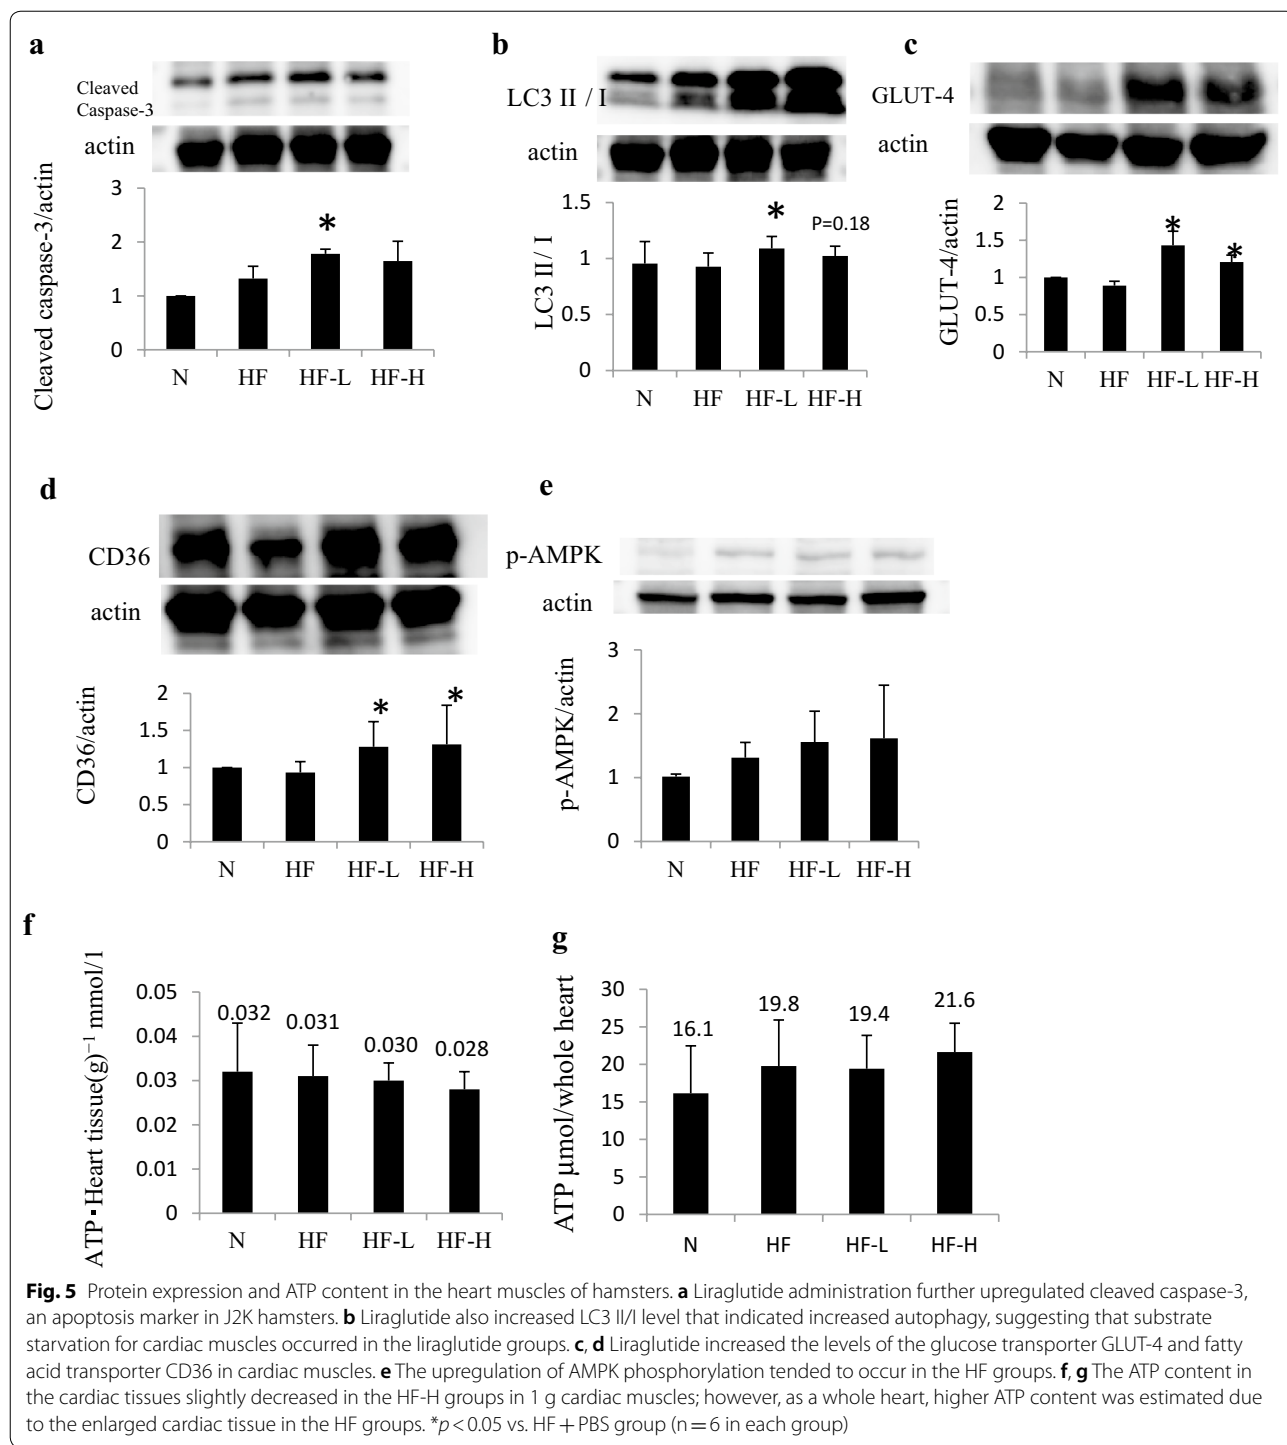 a
Cleaved
Caspase-3
actin
Cleaved caspase-3/actin
3
2
1
0
*
N HF HF-L HF-H
b
LC3 II / I
actin
LC3 II/ I
1.5
1
0.5
0
*
P=0.18
N HF HF-L HF-H
c
GLUT-4
actin
GLUT-4/actin
2
1.5
1
0.5
0
*
*
N HF HF-L HF-H
d
CD36
actin
CD36/actin
2
1.5
1
0.5
0
*
*
N HF HF-L HF-H
e
p-AMPK
actin
p-AMPK/actin
3
2
1
0
N HF HF-L HF-H
f
ATP▪Heart tissue(g)⁻¹ mmol/1
0.05
0.04
0.03
0.02
0.01
0
0.032 0.031 0.030 0.028
N HF HF-L HF-H
g
ATP μmol/whole heart
30
25
20
15
10
5
0
16.1 19.8 19.4 21.6
N HF HF-L HF-H
Fig. 5 Protein expression and ATP content in the heart muscles of hamsters. a Liraglutide administration further upregulated cleaved caspase-3,
an apoptosis marker in J2K hamsters. b Liraglutide also increased LC3 II/I level that indicated increased autophagy, suggesting that substrate
starvation for cardiac muscles occurred in the liraglutide groups. c, d Liraglutide increased the levels of the glucose transporter GLUT-4 and fatty
acid transporter CD36 in cardiac muscles. e The upregulation of AMPK phosphorylation tended to occur in the HF groups. f, g The ATP content in
the cardiac tissues slightly decreased in the HF-H groups in 1 g cardiac muscles; however, as a whole heart, higher ATP content was estimated due
to the enlarged cardiac tissue in the HF groups. *p < 0.05 vs. HF + PBS group (n = 6 in each group)